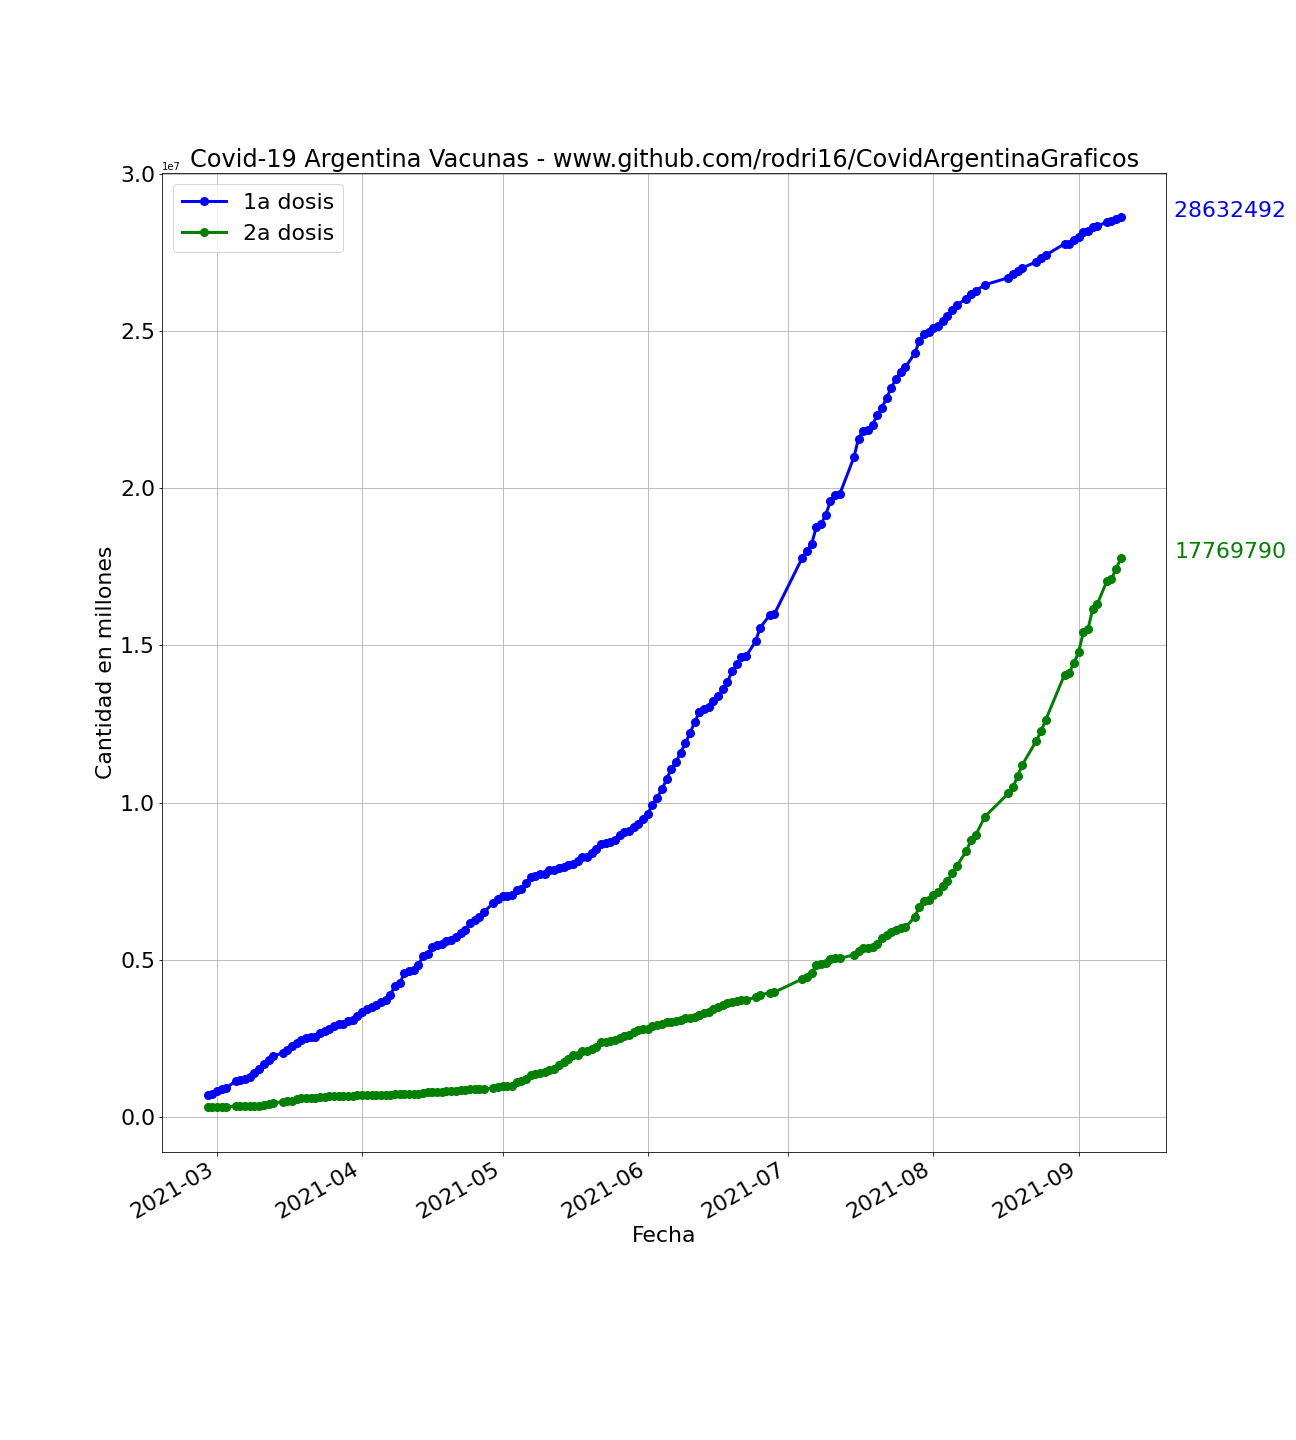 Covid-19 Argentina Vacunas - www.github.com/rodri16/CovidArgentinaGraficos
1e7
3.0
1a dosis
2a dosis
28632492
2.5
2.0
17769790
1.5
1.0
0.5
0.0
Cantidad en millones
2021-03
2021-04
2021-05
2021-06
2021-07
2021-08
2021-09
Fecha